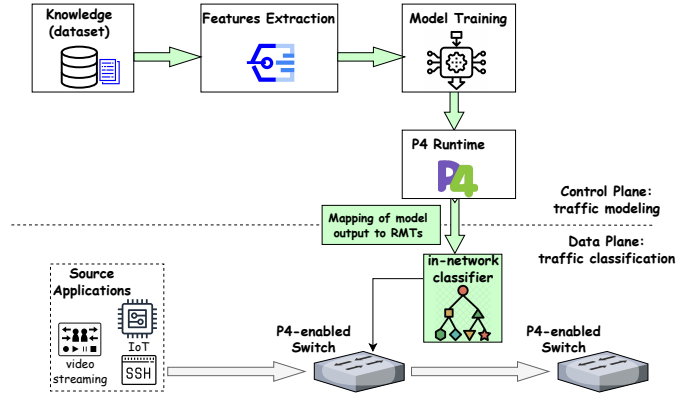 Knowledge
(dataset)
Features Extraction
Model Training
P4 Runtime
P4
Control Plane:
traffic modeling
Mapping of model
output to RMTs
Data Plane:
traffic classification
in-network
classifier
Source
Applications
IoT
video
streaming
SSH
P4-enabled
Switch
P4-enabled
Switch